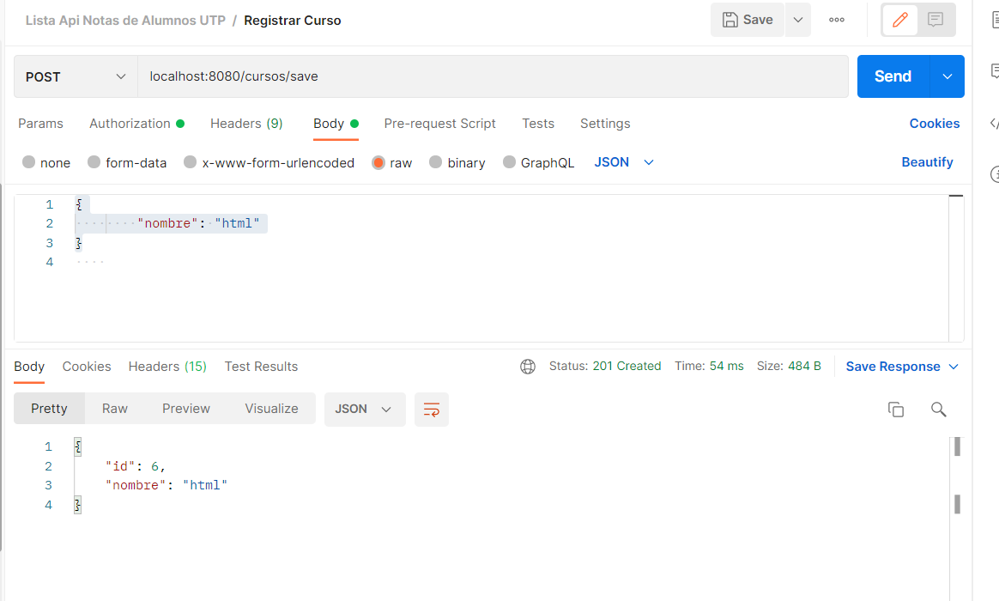 Lista Api Notas de Alumnos UTP / Registrar Curso
Save
POST
localhost:8080/cursos/save
Send
Params Authorization Headers (9) Body Pre-request Script Tests Settings Cookies
none form-data x-www-form-urlencoded raw binary GraphQL JSON Beautify
1 {
2 ········"nombre":·"html"
3 }
4 ····
Body Cookies Headers (15) Test Results Status: 201 Created Time: 54 ms Size: 484 B Save Response
Pretty Raw Preview Visualize JSON
1 {
2 "id": 6,
3 "nombre": "html"
4 }